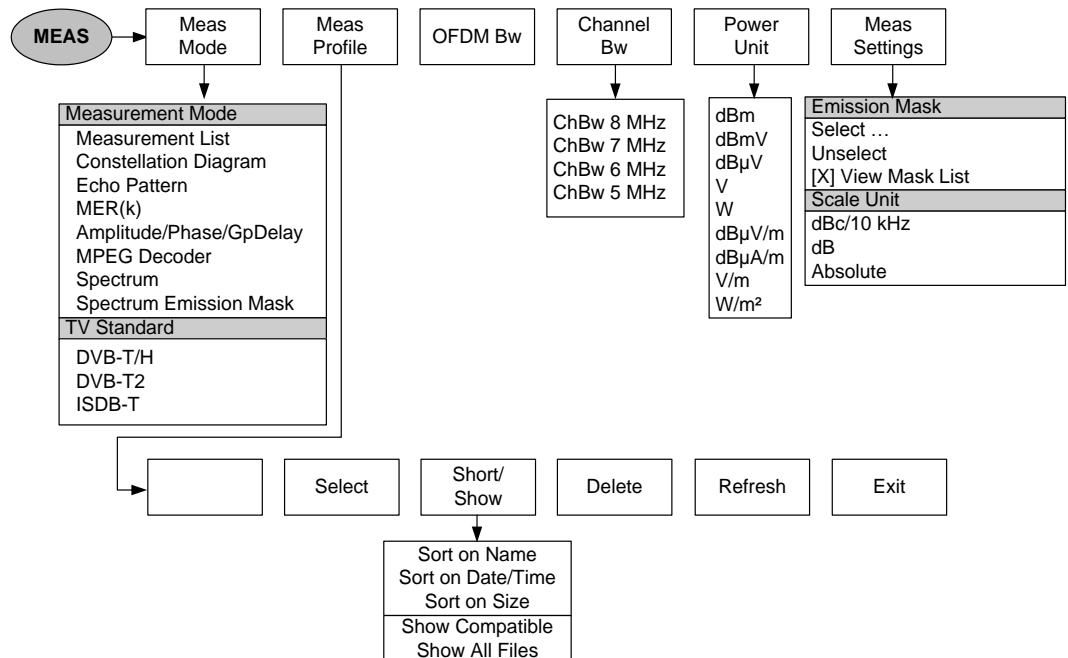 MEAS
Meas
Mode
Meas
Profile
OFDM Bw
Channel
Bw
Power
Unit
Meas
Settings
Measurement Mode
Measurement List
Constellation Diagram
Echo Pattern
MER(k)
Amplitude/Phase/GpDelay
MPEG Decoder
Spectrum
Spectrum Emission Mask
TV Standard
DVB-T/H
DVB-T2
ISDB-T
ChBw 8 MHz
ChBw 7 MHz
ChBw 6 MHz
ChBw 5 MHz
dBm
dBmV
dBµV
V
W
dBµV/m
dBµA/m
V/m
W/m²
Emission Mask
Select ...
Unselect
[X] View Mask List
Scale Unit
dBc/10 kHz
dB
Absolute
Select
Short/
Show
Delete
Refresh
Exit
Sort on Name
Sort on Date/Time
Sort on Size
Show Compatible
Show All Files